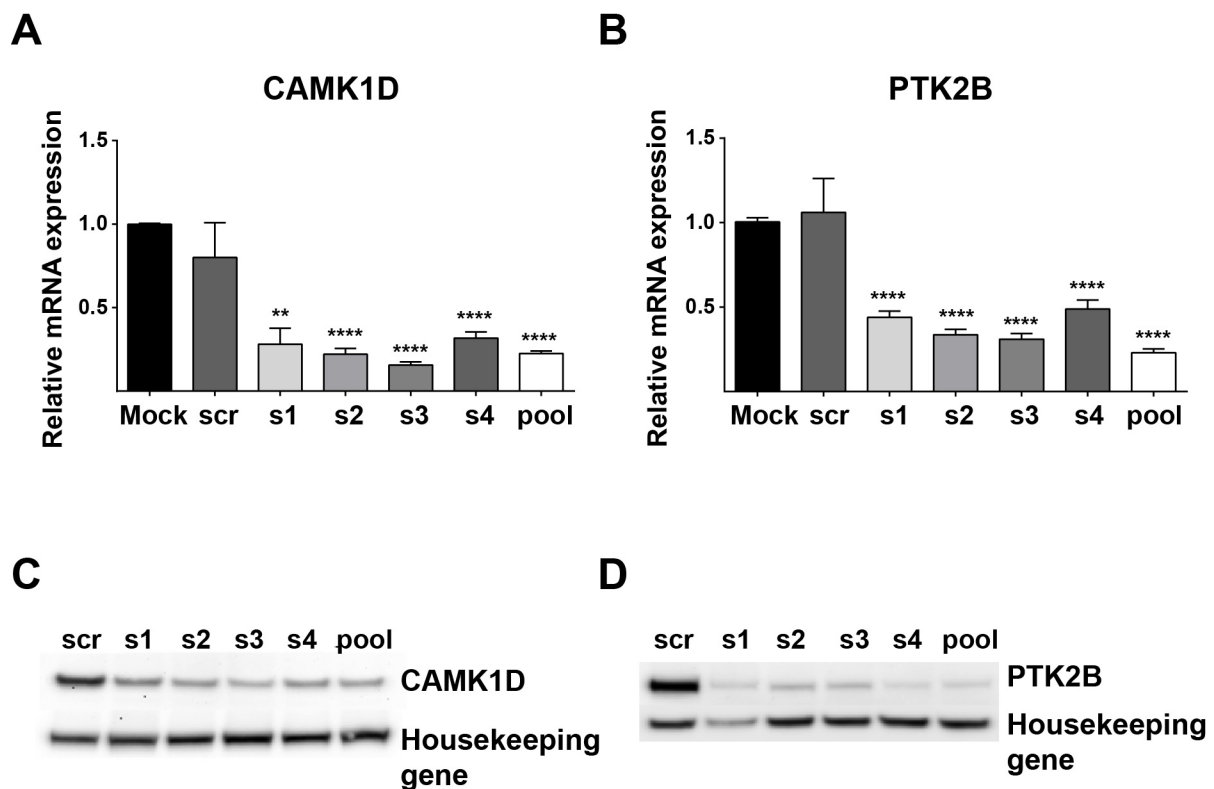 A
CAMK1D
Relative mRNA expression
1.5
1.0
0.5
** **** **** **** ****
Mock scr s1 s2 s3 s4 pool
B
PTK2B
Relative mRNA expression
1.5
1.0
0.5
**** **** **** **** ****
Mock scr s1 s2 s3 s4 pool
C
scr s1 s2 s3 s4 pool
CAMK1D
Housekeeping
gene
D
scr s1 s2 s3 s4 pool
PTK2B
Housekeeping
gene